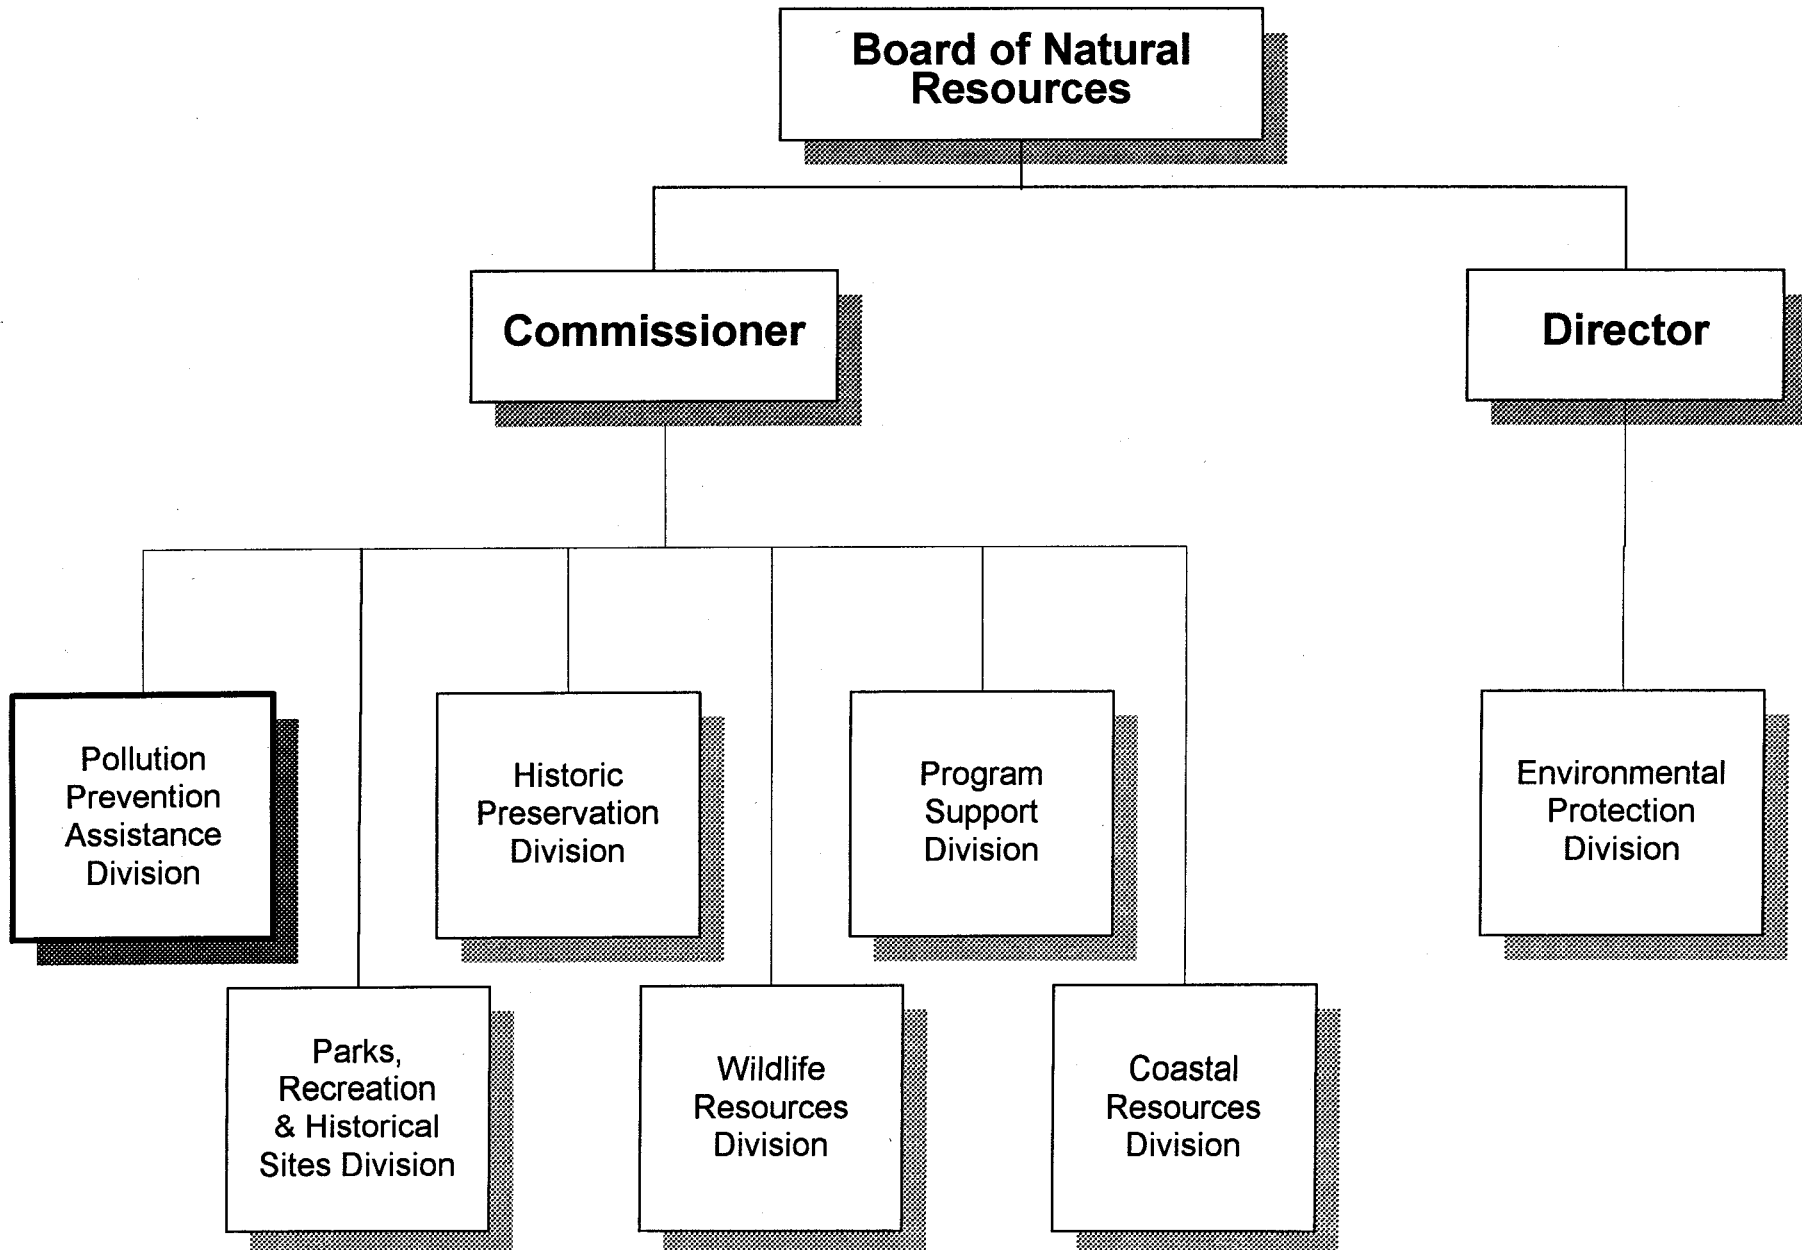 Board of Natural
Resources
Commissioner
Director
Pollution
Prevention
Assistance
Division
Historic
Preservation
Division
Program
Support
Division
Environmental
Protection
Division
Parks,
Recreation
& Historical
Sites Division
Wildlife
Resources
Division
Coastal
Resources
Division